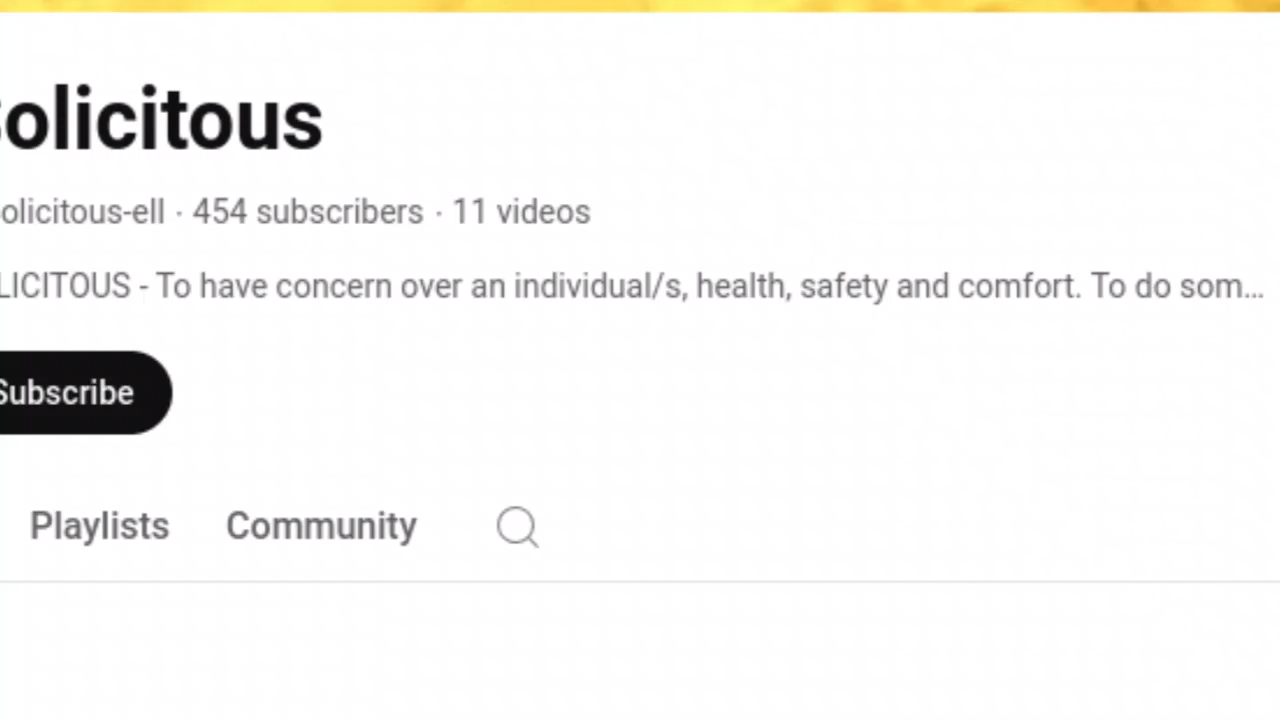 Solicitous
olicitous-ell · 454 subscribers · 11 videos
LICITOUS - To have concern over an individual/s, health, safety and comfort. To do som...
Subscribe
Playlists Community